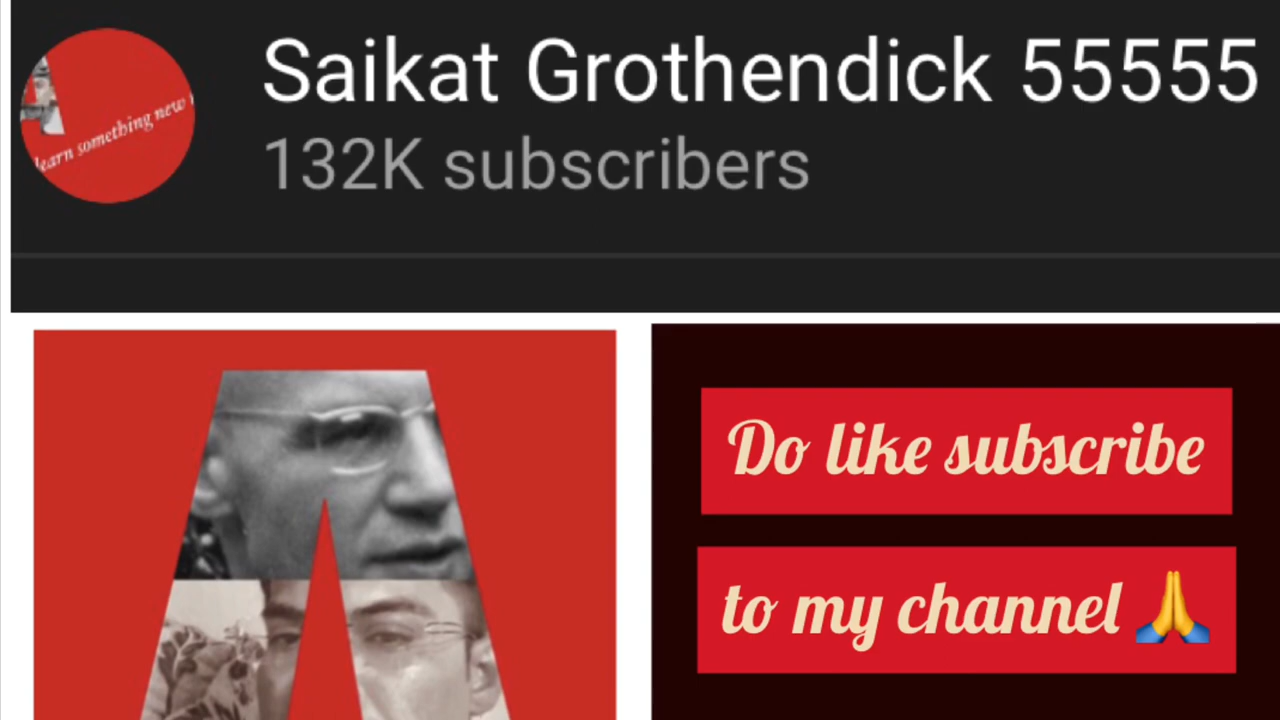 Saikat Grothendick 55555
132K subscribers
learn something new
Do like subscribe
to my channel 🙏